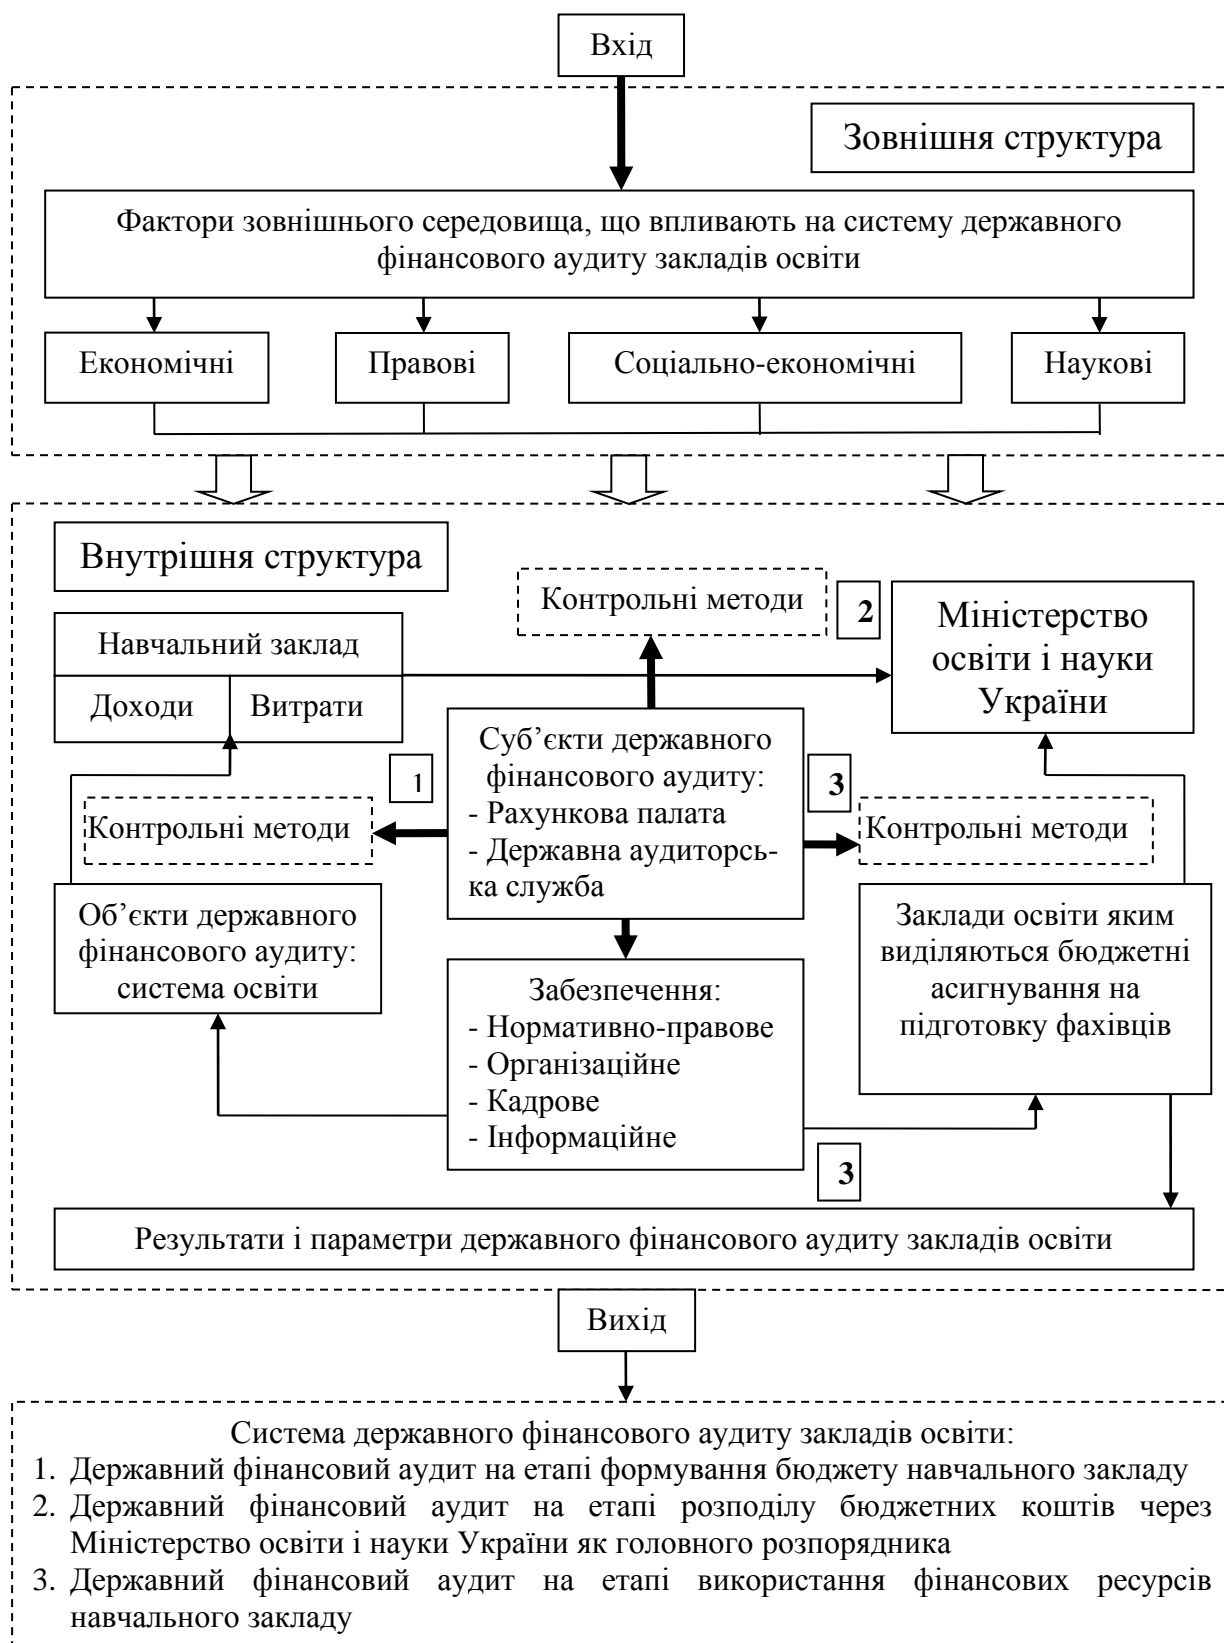 Вхід
Зовнішня структура
Фактори зовнішнього середовища, що впливають на систему державного
фінансового аудиту закладів освіти
Економічні
Правові
Соціально-економічні
Наукові
Внутрішня структура
Контрольні методи
2
Міністерство
освіти і науки
України
Навчальний заклад
Доходи
Витрати
Суб’єкти державного
фінансового аудиту:
- Рахункова палата
- Державна аудиторсь-
ка служба
1
3
Контрольні методи
Контрольні методи
Об’єкти державного
фінансового аудиту:
система освіти
Заклади освіти яким
виділяються бюджетні
асигнування на
підготовку фахівців
Забезпечення:
- Нормативно-правове
- Організаційне
- Кадрове
- Інформаційне
3
Результати і параметри державного фінансового аудиту закладів освіти
Вихід
Система державного фінансового аудиту закладів освіти:
1. Державний фінансовий аудит на етапі формування бюджету навчального закладу
2. Державний фінансовий аудит на етапі розподілу бюджетних коштів через
Міністерство освіти і науки України як головного розпорядника
3. Державний фінансовий аудит на етапі використання фінансових ресурсів
навчального закладу